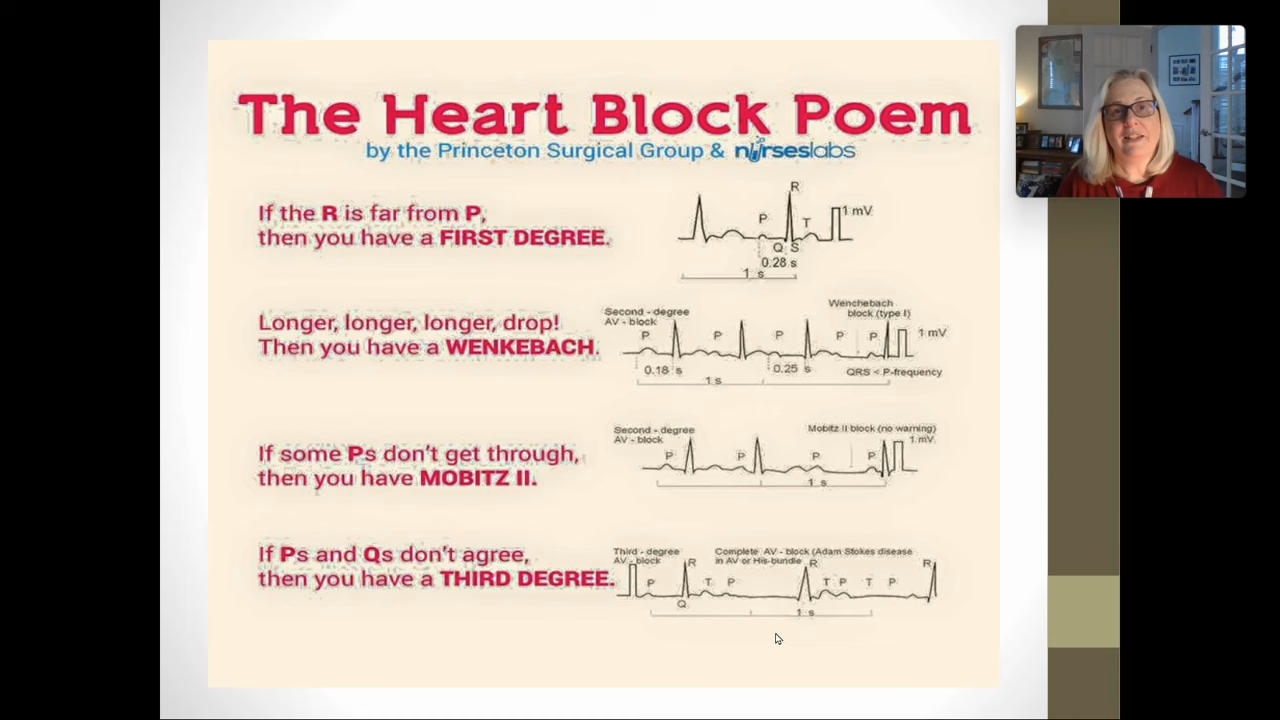 The Heart Block Poem
by the Princeton Surgical Group & nurseslabs
If the R is far from P,
then you have a FIRST DEGREE.
R
P
T
1 mV
Q S
0.28 s
1 s
Longer, longer, longer, drop!
Then you have a WENKEBACH.
Second - degree
AV - block
Wenchebach
block (type I)
P P P P P
1 mV
0.18 s
0.25 s
QRS < P-frequency
1 s
If some Ps don't get through,
then you have MOBITZ II.
Second - degree
AV - block
Mobitz II block (no warning)
1 mV
P P P P
1 s
If Ps and Qs don't agree,
then you have a THIRD DEGREE.
Third - degree
AV - block
Complete AV - block (Adam Stokes disease
in AV or His-bundle
R R R
P T P T P T P
Q
1 s